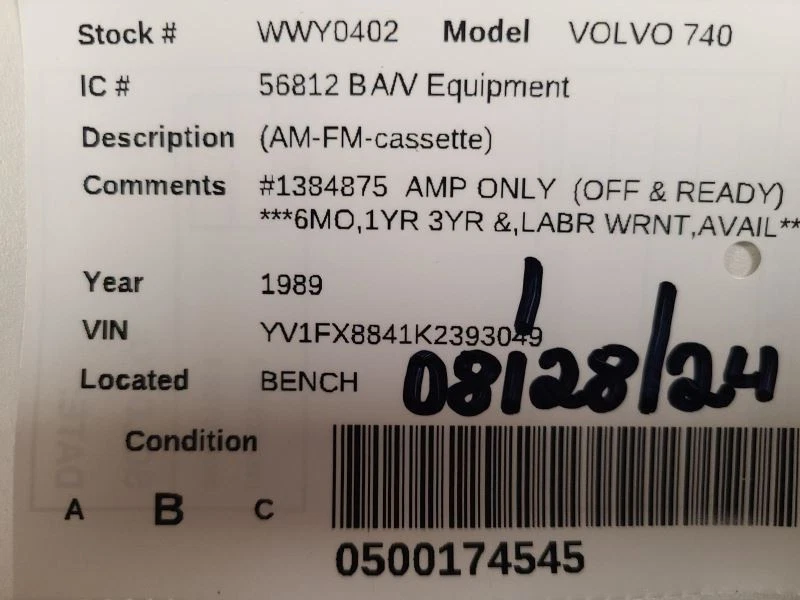 Stock # WWY0402 Model VOLVO 740
IC # 56812 B A/V Equipment
Description (AM-FM-cassette)
Comments #1384875 AMP ONLY (OFF & READY)
***6MO,1YR 3YR &,LABR WRNT,AVAIL**
Year 1989
VIN YV1FX8841K2393049
Located BENCH
08/28/24
Condition
A B C
0500174545